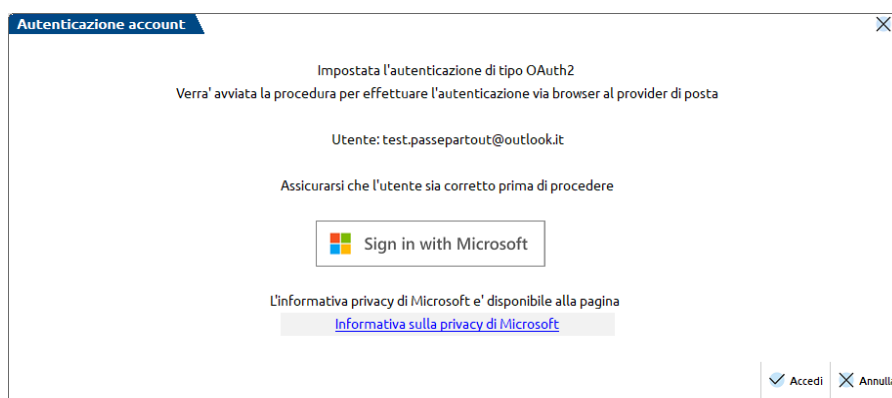 Autenticazione account
Impostata l'autenticazione di tipo OAuth2
Verra' avviata la procedura per effettuare l'autenticazione via browser al provider di posta
Utente: test.passepartout@outlook.it
Assicurarsi che l'utente sia corretto prima di procedere
Sign in with Microsoft
L'informativa privacy di Microsoft e' disponibile alla pagina
Informativa sulla privacy di Microsoft
Accedi Annulla